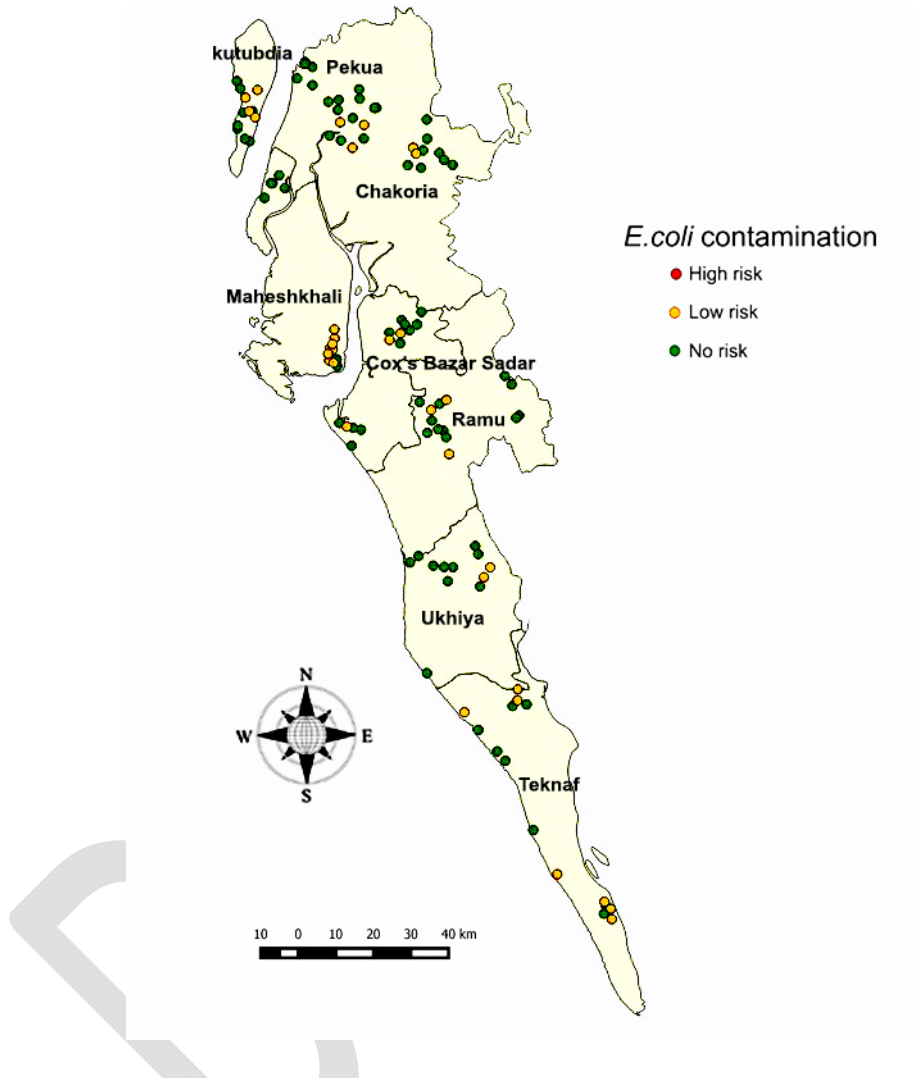 kutubdia
Pekua
Chakoria
E.coli contamination
High risk
Maheshkhali
Low risk
No risk
Cox's Bazar Sadar
Ramu
Ukhiya
N
W
E
S
Teknaf
10 0 10 20 30 40 km